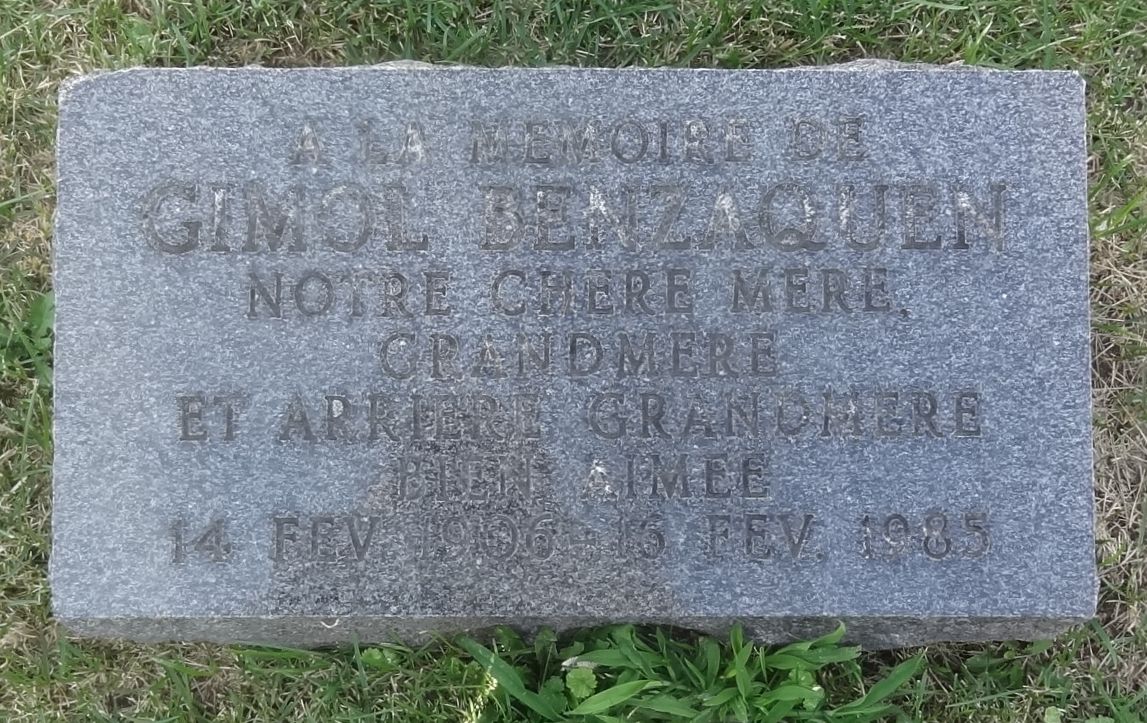 A LA MEMOIRE DE
GIMOL BENZAQUEN
NOTRE CHERE MERE,
GRANDMERE
ET ARRIERE GRANDMERE
BIEN AIMEE
14 FEV. 1906 - 13 FEV. 1985